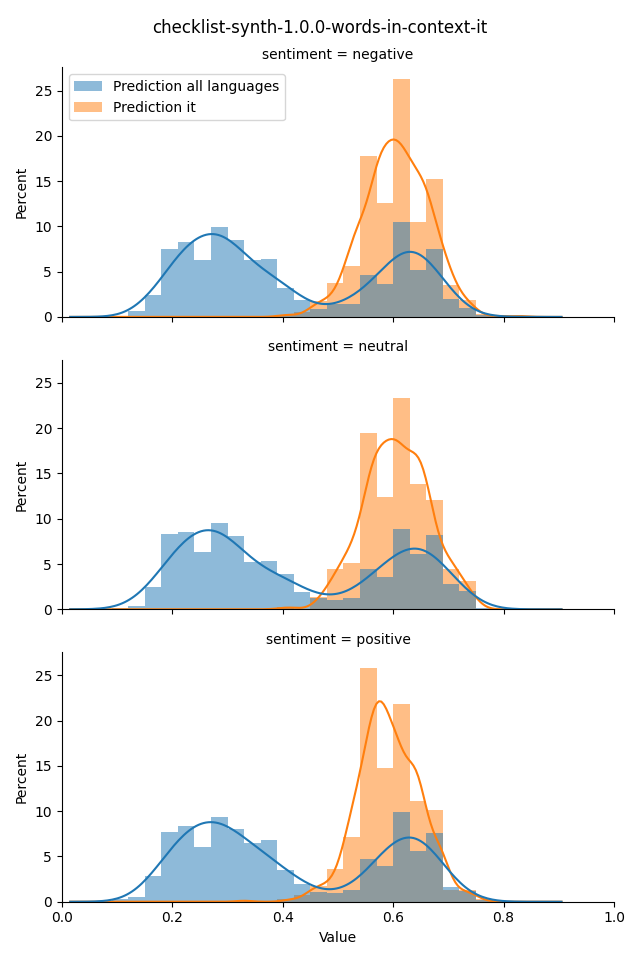 checklist-synth-1.0.0-words-in-context-it
sentiment = negative
Prediction all languages
Prediction it
Percent
25
20
15
10
5
0
sentiment = neutral
Percent
25
20
15
10
5
0
sentiment = positive
Percent
25
20
15
10
5
0
0.0 0.2 0.4 0.6 0.8 1.0
Value